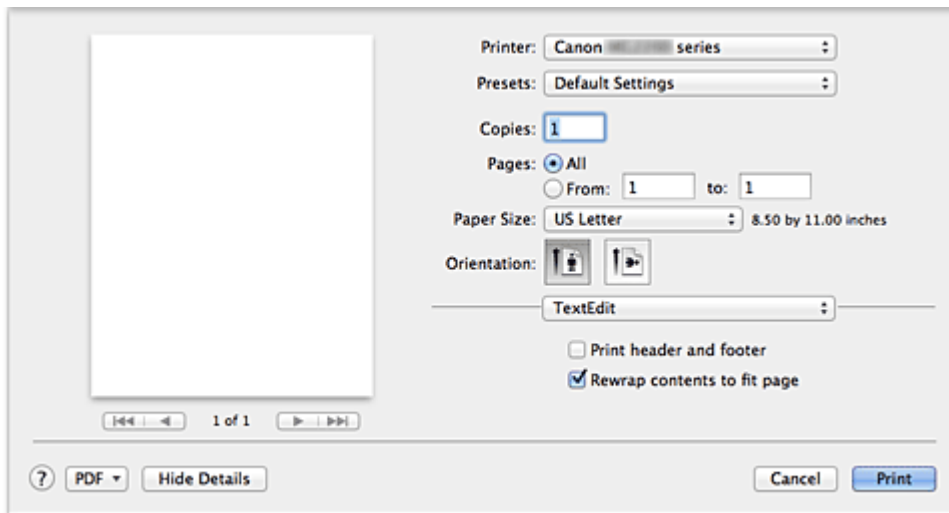 Printer: Canon series
Presets: Default Settings
Copies: 1
Pages: All
From: 1 to: 1
Paper Size: US Letter 8.50 by 11.00 inches
Orientation:
TextEdit
Print header and footer
Rewrap contents to fit page
1 of 1
? PDF Hide Details Cancel Print